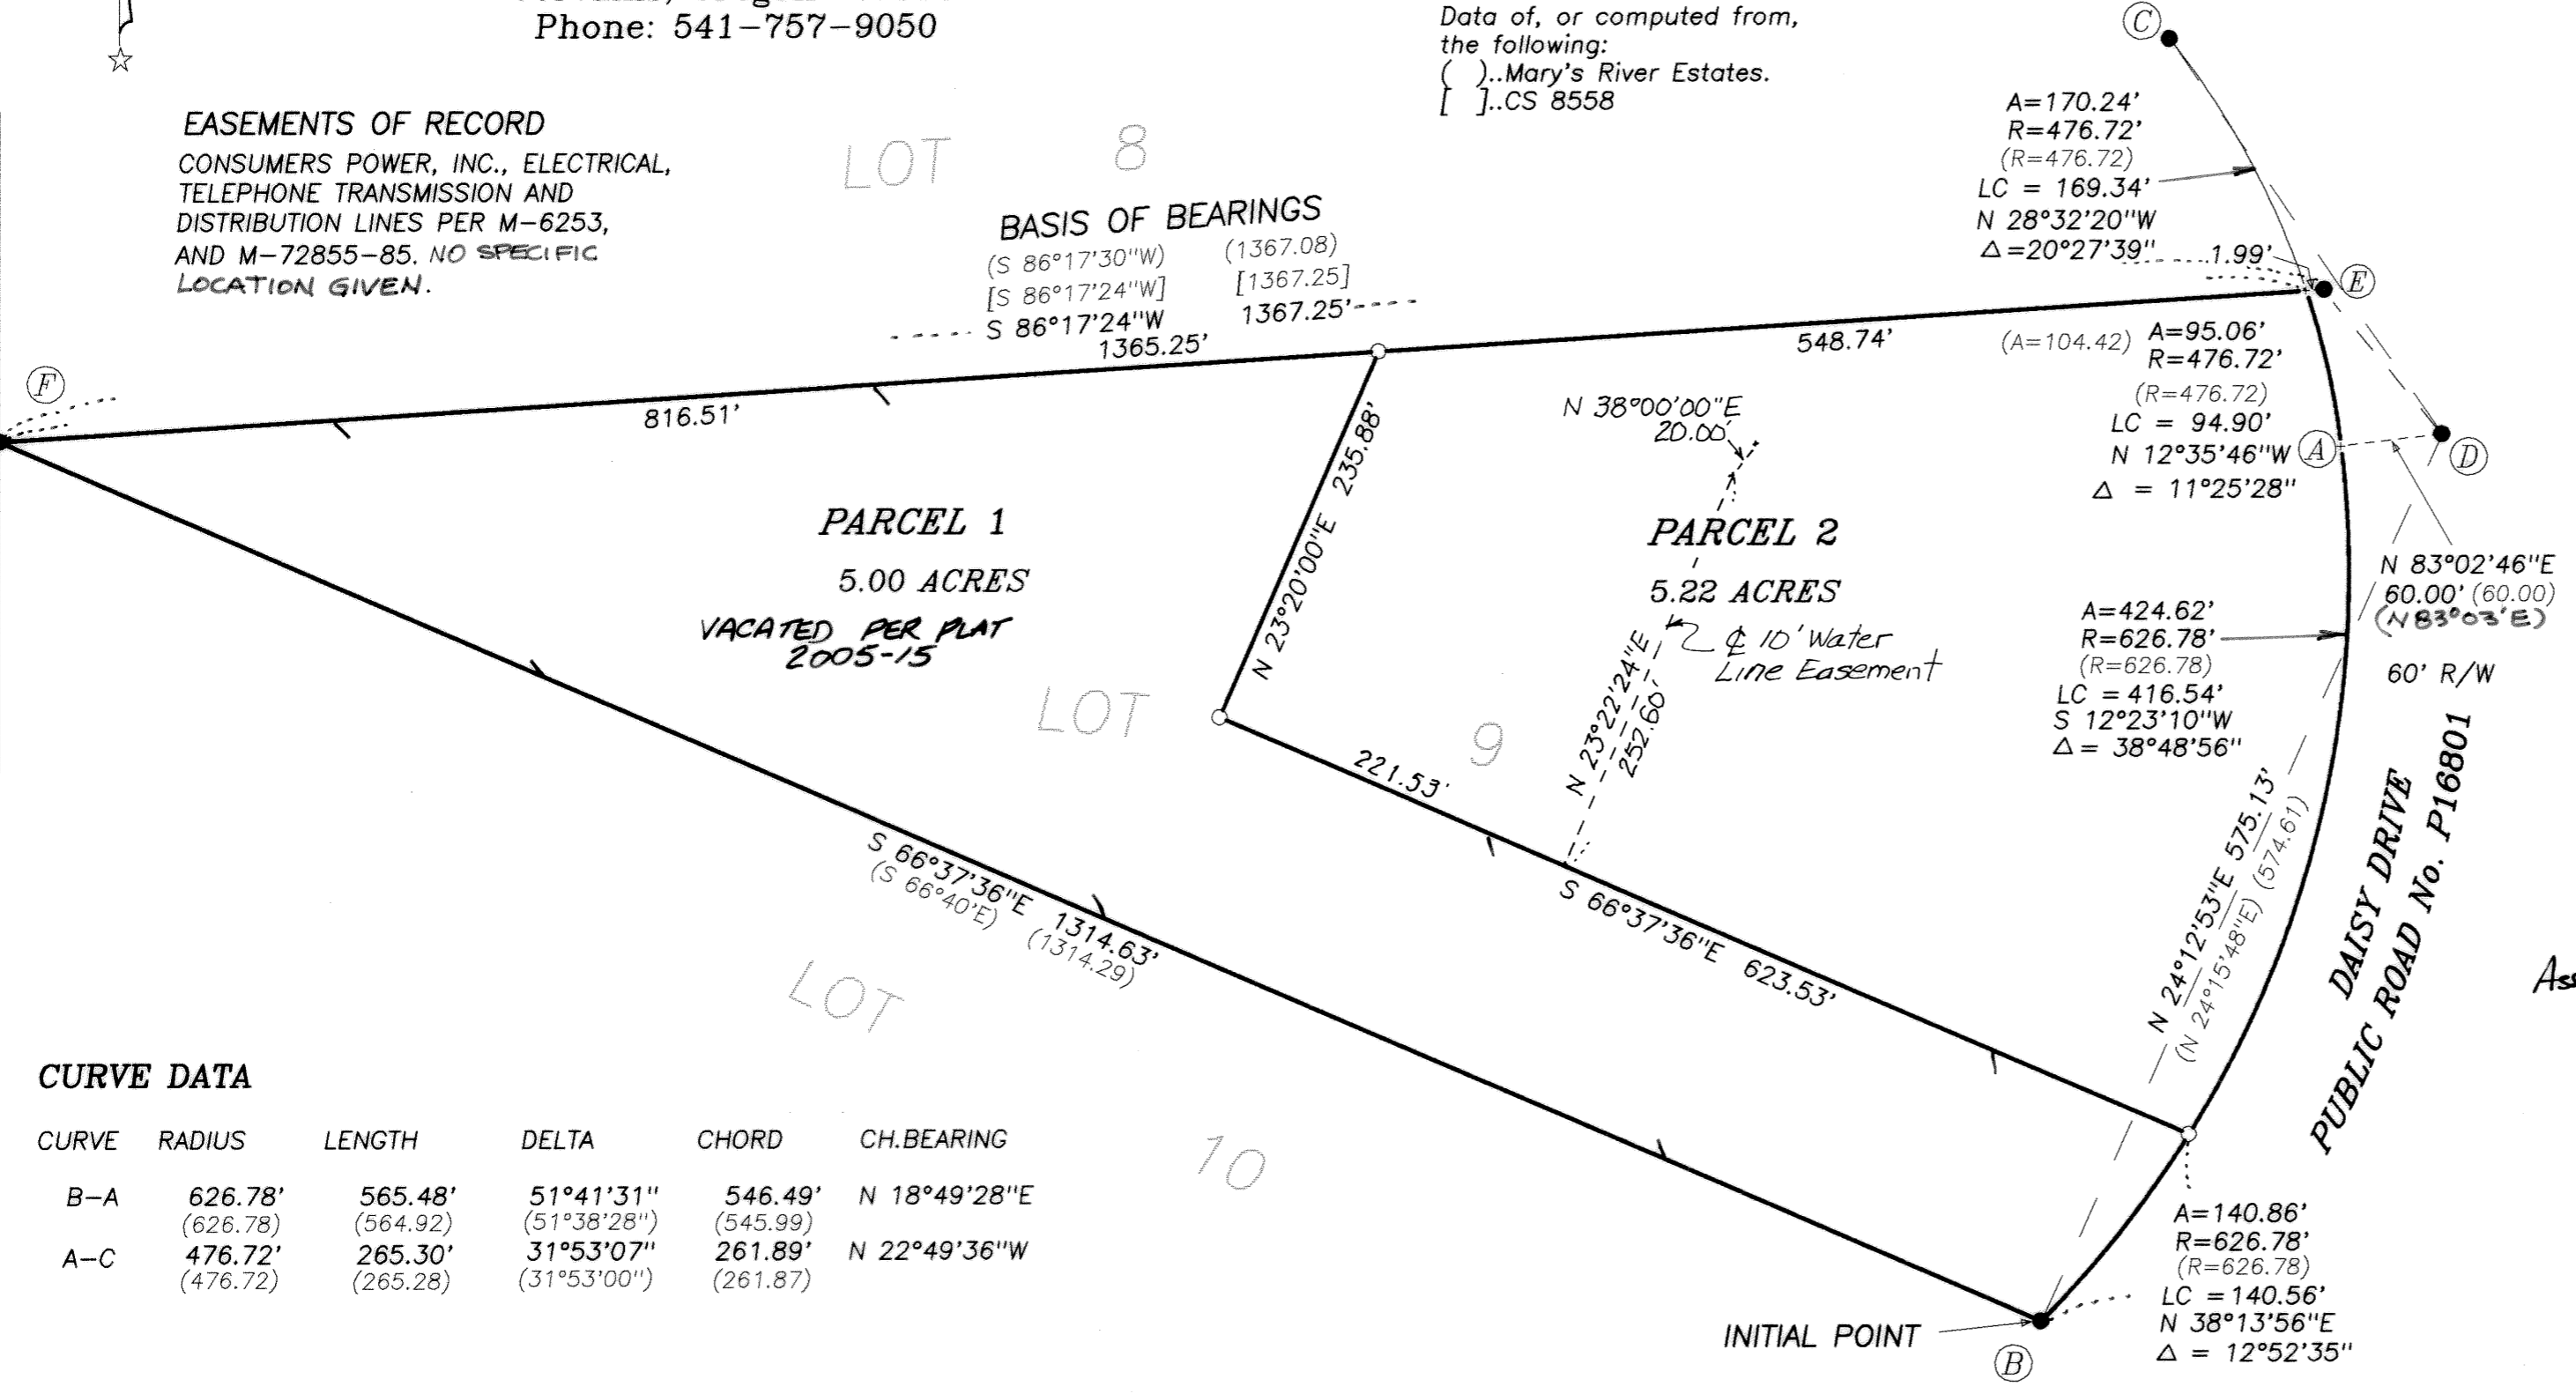 Phone: 541-757-9050
Data of, or computed from,
the following:
( )..Mary's River Estates.
[ ]..CS 8558
EASEMENTS OF RECORD
CONSUMERS POWER, INC., ELECTRICAL,
TELEPHONE TRANSMISSION AND
DISTRIBUTION LINES PER M-6253,
AND M-72855-85. NO SPECIFIC
LOCATION GIVEN.
LOT 8
BASIS OF BEARINGS
(S 86°17'30"W) (1367.08)
[S 86°17'24"W] [1367.25]
S 86°17'24"W 1367.25'
1365.25'
C
A=170.24'
R=476.72'
(R=476.72)
LC = 169.34'
N 28°32'20"W
Δ=20°27'39"
1.99'
E
F
816.51'
548.74'
(A=104.42) A=95.06'
R=476.72'
(R=476.72)
LC = 94.90'
N 12°35'46"W
Δ = 11°25'28"
A
D
N 38°00'00"E
20.00'
N 23°20'00"E 235.88'
PARCEL 1
5.00 ACRES
VACATED PER PLAT
2005-15
PARCEL 2
5.22 ACRES
℄ 10' Water
Line Easement
N 23°22'24"E
252.60'
N 83°02'46"E
60.00' (60.00)
(N83°03'E)
60' R/W
A=424.62'
R=626.78'
(R=626.78)
LC = 416.54'
S 12°23'10"W
Δ = 38°48'56"
LOT 9
221.53'
S 66°37'36"E 623.53'
S 66°37'36"E 1314.63'
(S 66°40'E) (1314.29)
N 24°12'53"E 575.13'
(N 24°15'48"E) (574.61)
DAISY DRIVE
PUBLIC ROAD No. P16801
LOT 10
CURVE DATA
CURVE RADIUS LENGTH DELTA CHORD CH.BEARING
B-A 626.78' 565.48' 51°41'31" 546.49' N 18°49'28"E
(626.78) (564.92) (51°38'28") (545.99)
A-C 476.72' 265.30' 31°53'07" 261.89' N 22°49'36"W
(476.72) (265.28) (31°53'00") (261.87)
A=140.86'
R=626.78'
(R=626.78)
LC =140.56'
N 38°13'56"E
Δ = 12°52'35"
INITIAL POINT
B